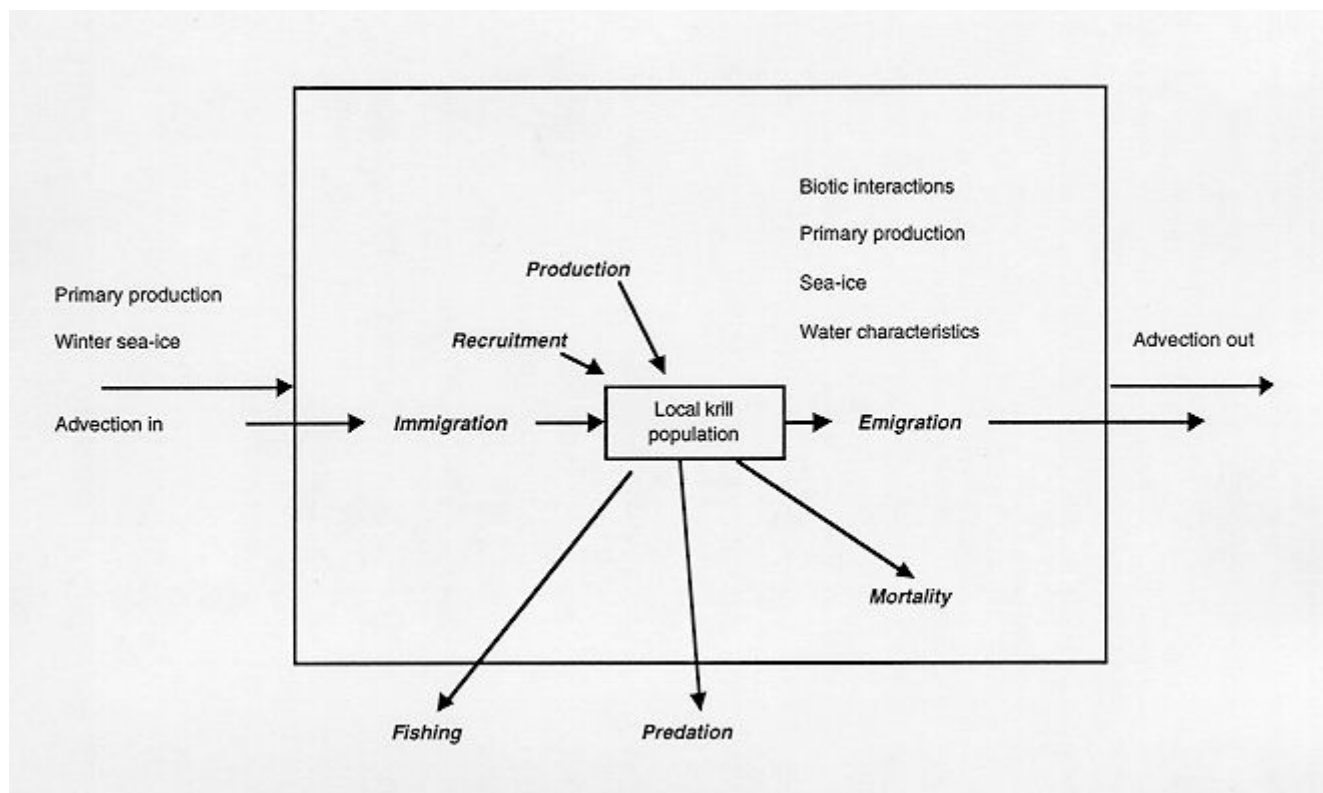 Biotic interactions
Primary production
Production
Sea-ice
Primary production
Winter sea-ice
Recruitment
Water characteristics
Advection out
Advection in
Immigration
Local krill
population
Emigration
Mortality
Fishing
Predation